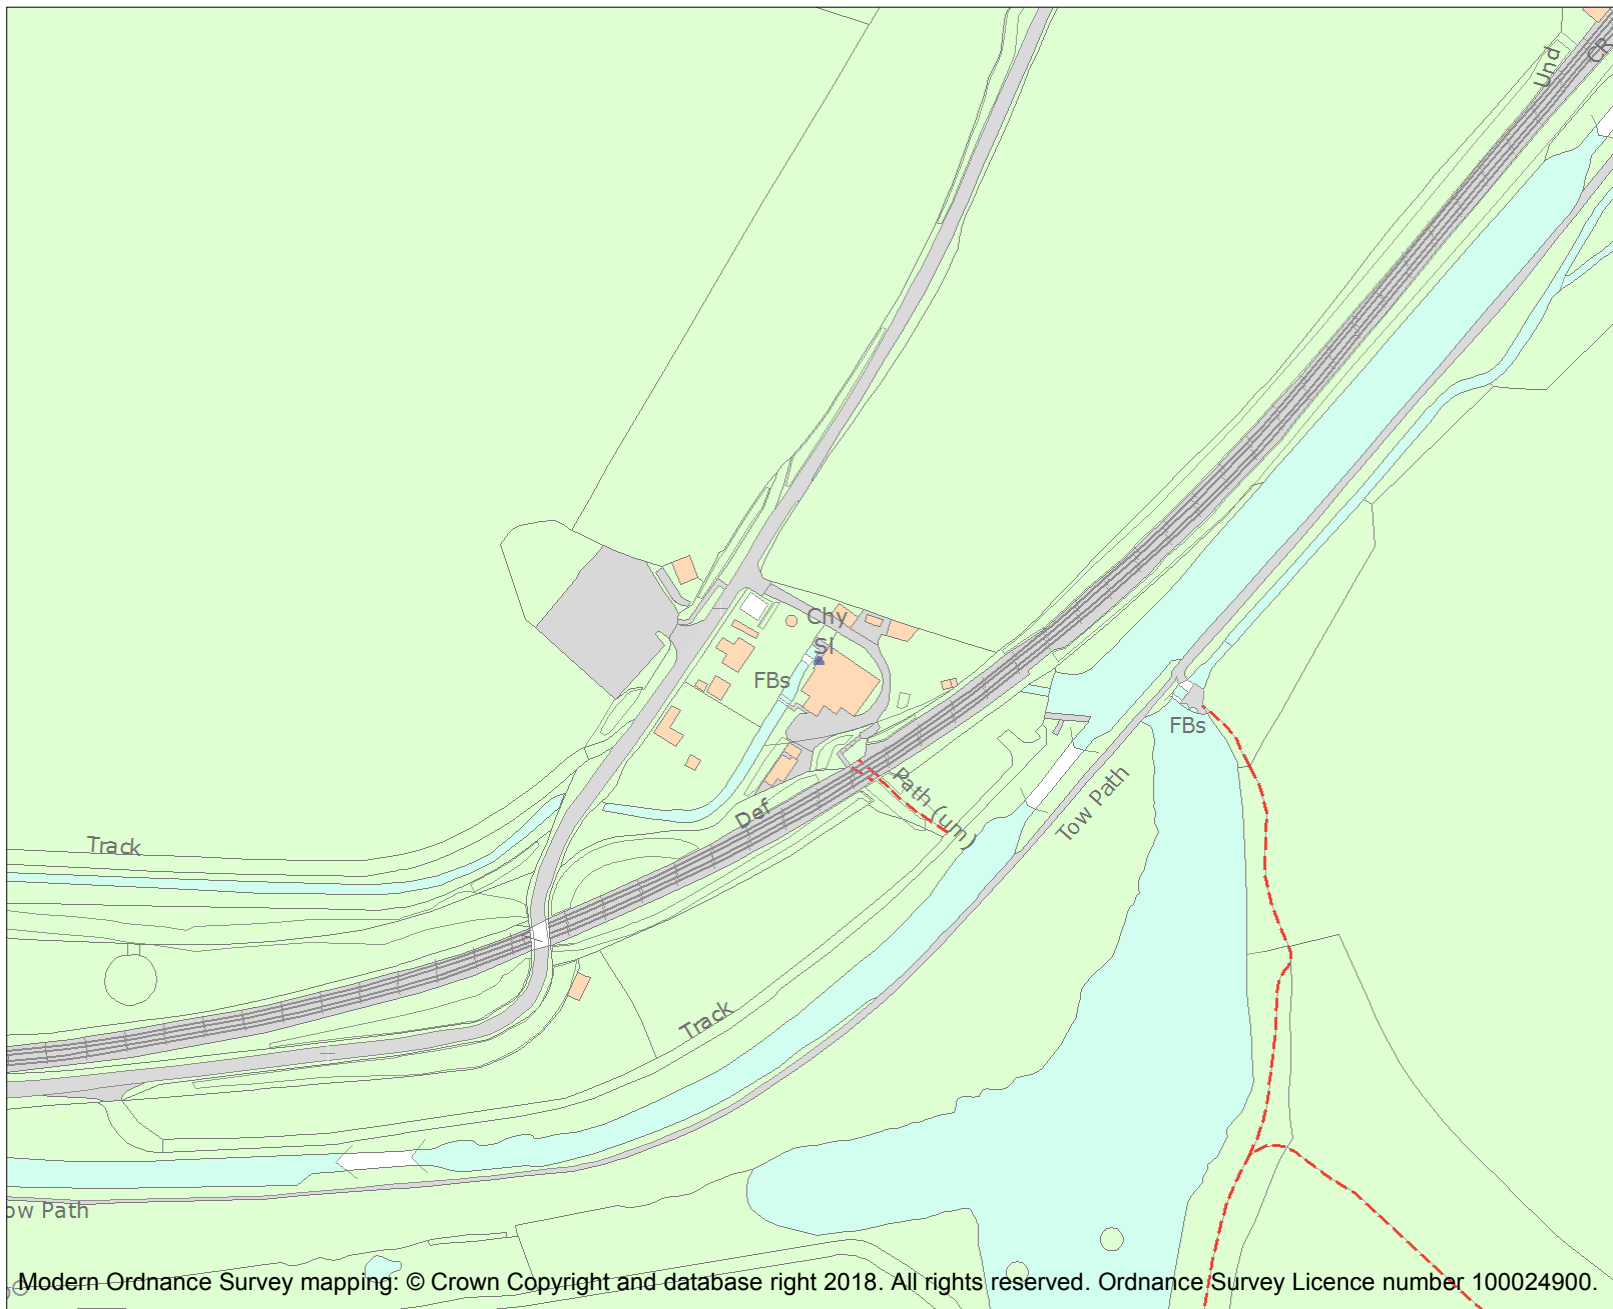 Und
CR
Chy
Sl
FBs
FBs
Path (um)
Tow Path
Def
Track
Track
ow Path
Modern Ordnance Survey mapping: © Crown Copyright and database right 2018. All rights reserved. Ordnance Survey Licence number 100024900.